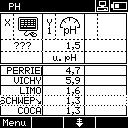 PH
X pH
??? 1,5
u.pH
PERRIE 4,7
VICHY 5,9
LIMO 1,6
SCHWEP↘ 1,3
COCA 1,3
Menu